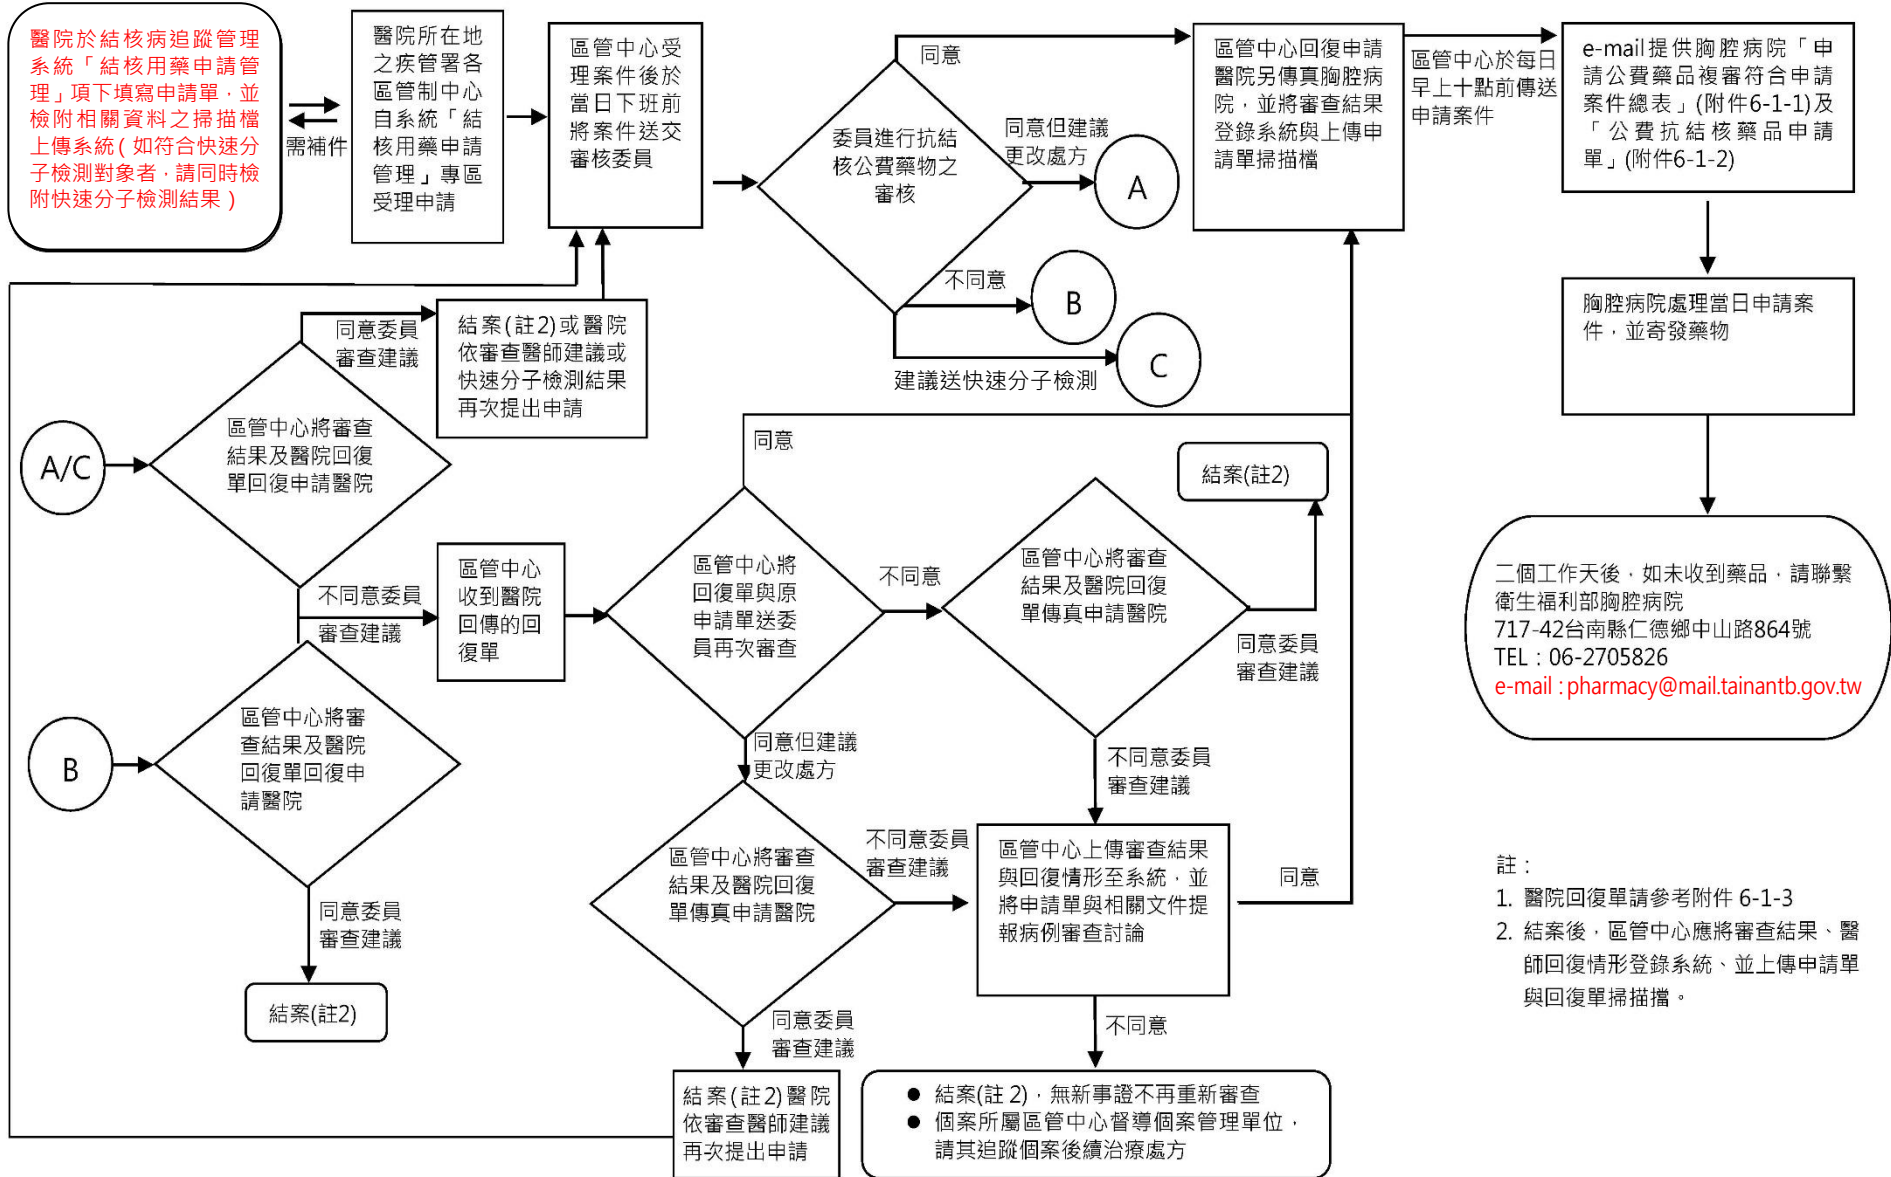 醫院於結核病追蹤管理
系統「結核用藥申請管
理」項下填寫申請單，並
檢附相關資料之掃描檔
上傳系統(如符合快速分
子檢測對象者，請同時檢
附快速分子檢測結果)
需補件
醫院所在地
之疾管署各
區管制中心
自系統「結
核用藥申請
管理」專區
受理申請
區管中心受
理案件後於
當日下班前
將案件送交
審核委員
委員進行抗結
核公費藥物之
審核
同意
同意但建議
更改處方
A
不同意
B
建議送快速分子檢測
C
區管中心回復申請
醫院另傳真胸腔病
院，並將審查結果
登錄系統與上傳申
請單掃描檔
區管中心於每日
早上十點前傳送
申請案件
e-mail提供胸腔病院「申
請公費藥品複審符合申請
案件總表」(附件6-1-1)及
「公費抗結核藥品申請
單」(附件6-1-2)
胸腔病院處理當日申請案
件，並寄發藥物
二個工作天後，如未收到藥品，請聯繫
衛生福利部胸腔病院
717-42台南縣仁德鄉中山路864號
TEL：06-2705826
e-mail：pharmacy@mail.tainantb.gov.tw
A/C
區管中心將審查
結果及醫院回復
單回復申請醫院
同意委員
審查建議
結案(註2)或醫院
依審查醫師建議或
快速分子檢測結果
再次提出申請
不同意委員
審查建議
區管中心
收到醫院
回傳的回
復單
B
區管中心將審
查結果及醫院
回復單回復申
請醫院
同意委員
審查建議
結案(註2)
區管中心將
回復單與原
申請單送委
員再次審查
同意
不同意
同意但建議
更改處方
區管中心將審查
結果及醫院回復
單傳真申請醫院
同意委員
審查建議
結案(註2)
不同意委員
審查建議
區管中心將審查
結果及醫院回復
單傳真申請醫院
不同意委員
審查建議
同意委員
審查建議
結案(註2)醫院
依審查醫師建議
再次提出申請
區管中心上傳審查結果
與回復情形至系統，並
將申請單與相關文件提
報病例審查討論
同意
不同意
● 結案(註 2)，無新事證不再重新審查
● 個案所屬區管中心督導個案管理單位，
請其追蹤個案後續治療處方
註：
1. 醫院回復單請參考附件 6-1-3
2. 結案後，區管中心應將審查結果、醫
師回復情形登錄系統、並上傳申請單
與回復單掃描擋。